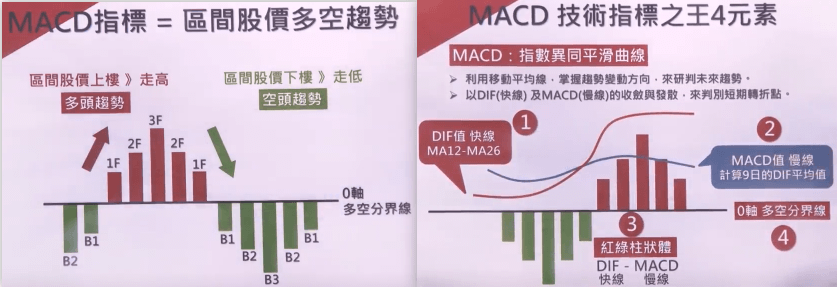 MACD指標 = 區間股價多空趨勢
區間股價上樓 》走高
多頭趨勢
區間股價下樓 》走低
空頭趨勢
3F
2F
2F
1F
1F
0軸
多空分界線
B2
B1
B1
B2
B3
B2
B1
MACD 技術指標之王4元素
MACD：指數異同平滑曲線
➢ 利用移動平均線，掌握趨勢變動方向，來研判未來趨勢。
➢ 以DIF(快線) 及MACD(慢線)的收斂與發散，來判別短期轉折點。
1
DIF值 快線
MA12-MA26
2
MACD值 慢線
計算9日的DIF平均值
0軸 多空分界線
3
紅綠柱狀體
DIF - MACD
快線 慢線
4